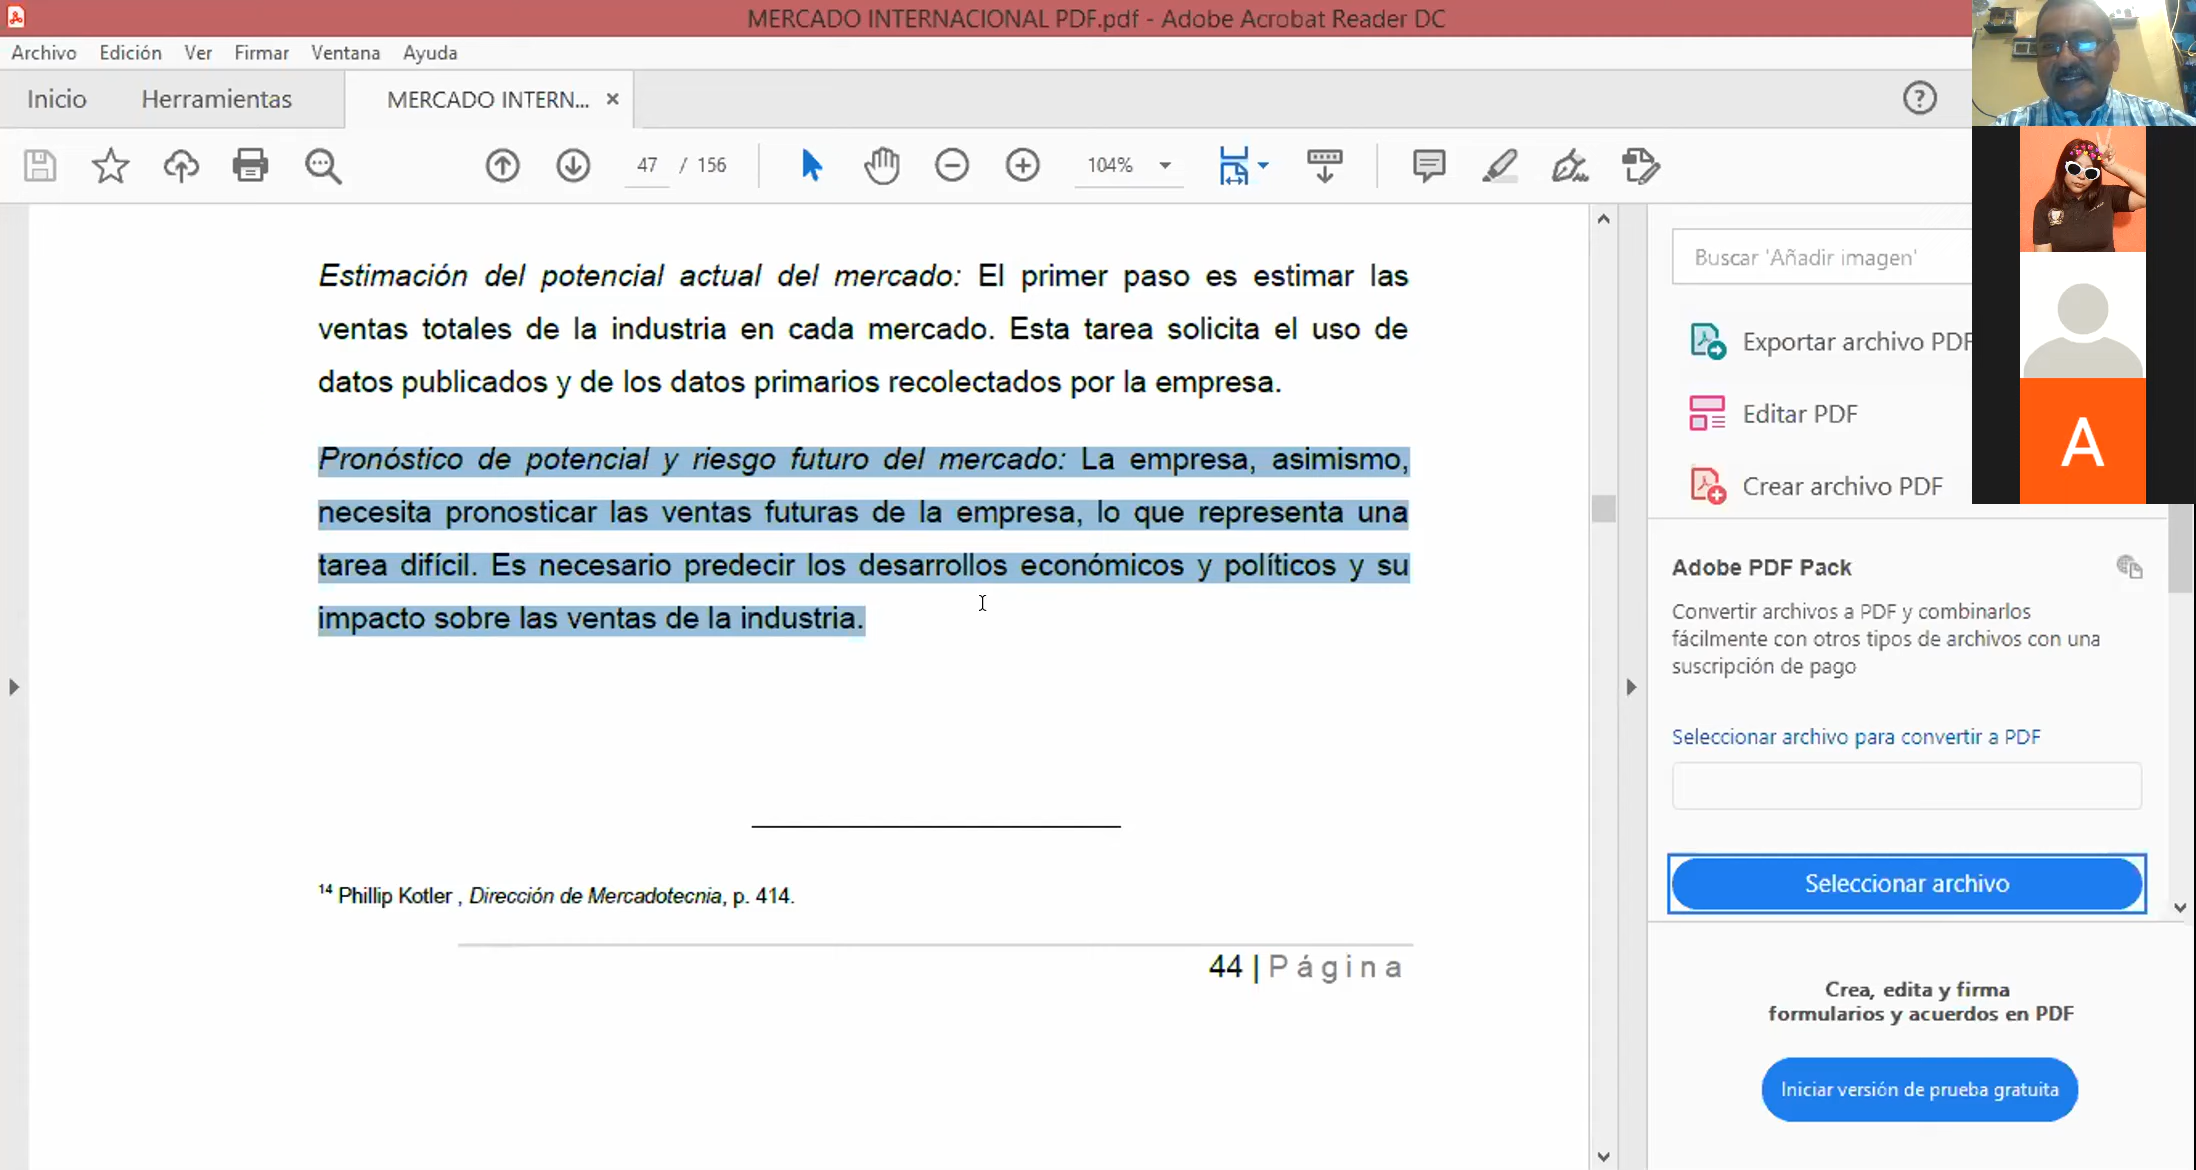 MERCADO INTERNACIONAL PDF.pdf - Adobe Acrobat Reader DC
Archivo Edición Ver Firmar Ventana Ayuda
Inicio Herramientas MERCADO INTERN... ×
47 / 156 104%
Estimación del potencial actual del mercado: El primer paso es estimar las
ventas totales de la industria en cada mercado. Esta tarea solicita el uso de
datos publicados y de los datos primarios recolectados por la empresa.
Pronóstico de potencial y riesgo futuro del mercado: La empresa, asimismo,
necesita pronosticar las ventas futuras de la empresa, lo que representa una
tarea difícil. Es necesario predecir los desarrollos económicos y políticos y su
impacto sobre las ventas de la industria.
14 Phillip Kotler , Dirección de Mercadotecnia, p. 414.
44 | Página
Buscar 'Añadir imagen'
Exportar archivo PDF
Editar PDF
Crear archivo PDF
Adobe PDF Pack
Convertir archivos a PDF y combinarlos
fácilmente con otros tipos de archivos con una
suscripción de pago
Seleccionar archivo para convertir a PDF
Seleccionar archivo
Crea, edita y firma
formularios y acuerdos en PDF
Iniciar versión de prueba gratuita
A